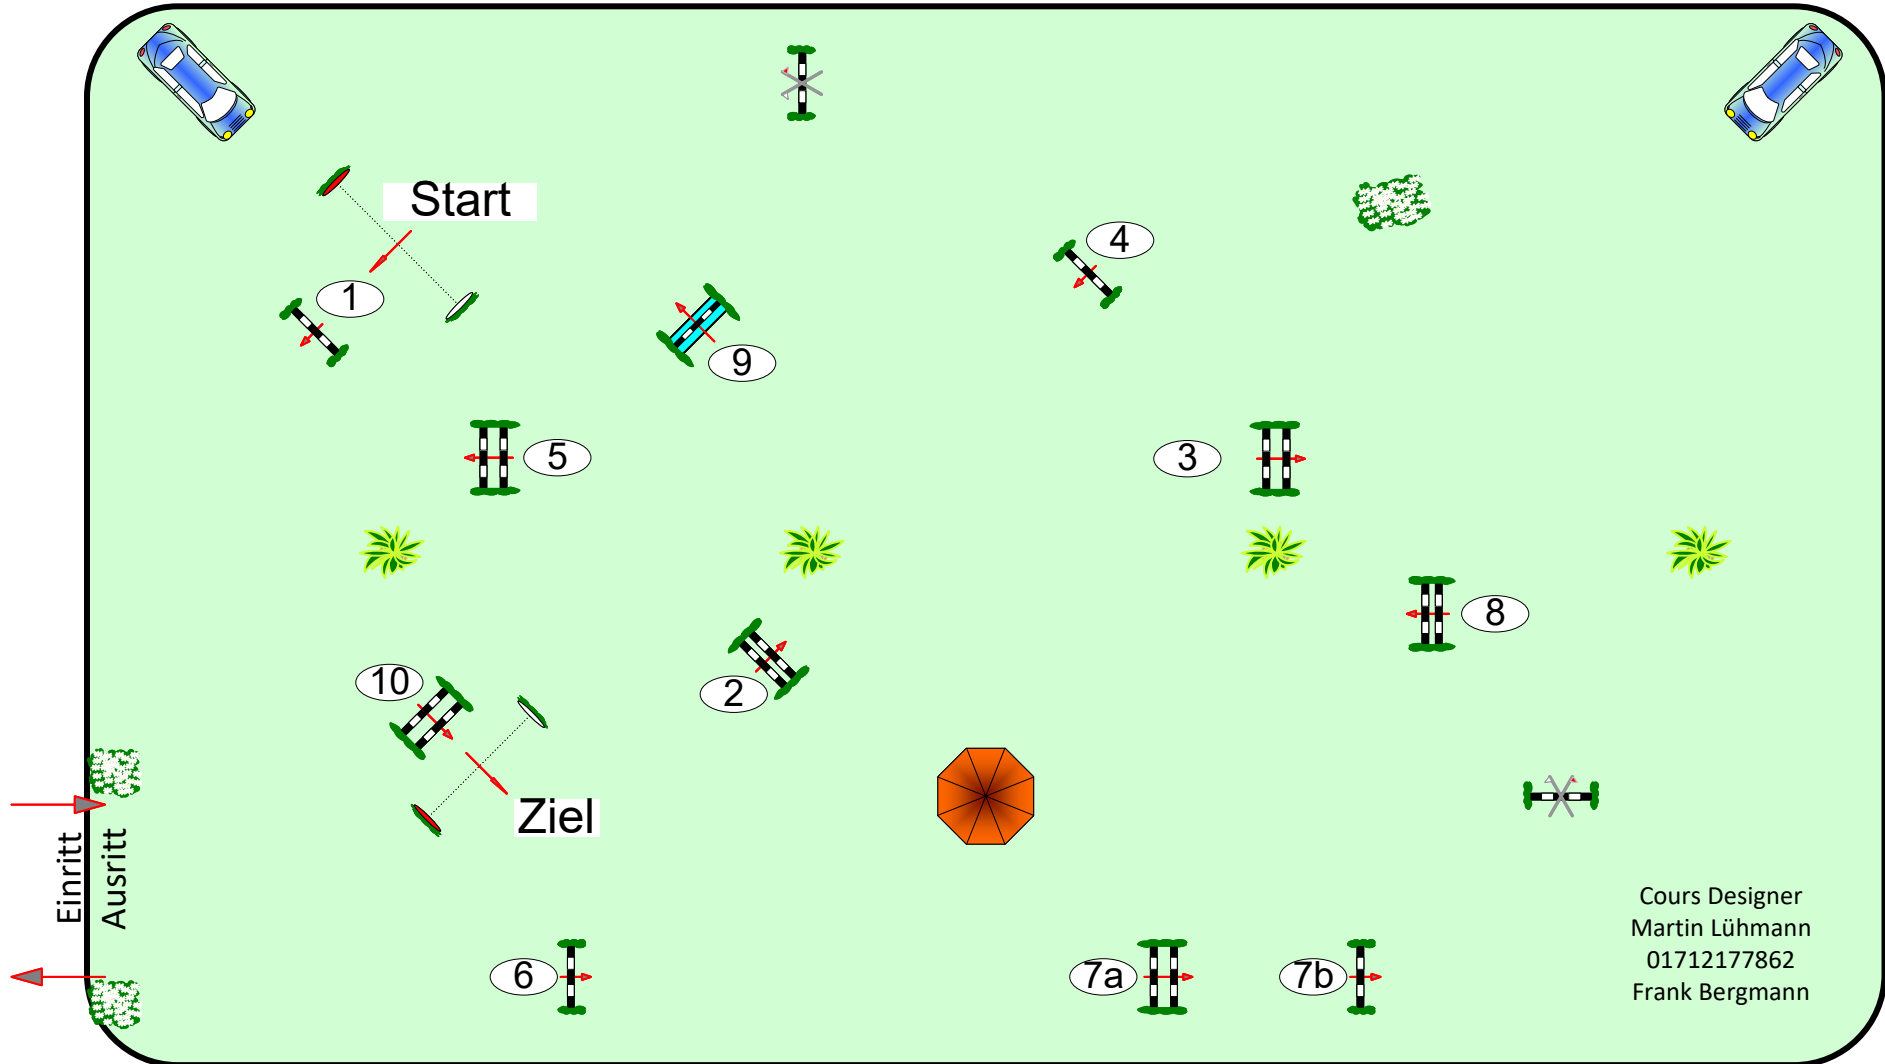 Start
4
1
9
5
3
8
10
2
Ziel
Einritt
Ausritt
Cours Designer
Martin Lühmann
01712177862
Frank Bergmann
6
7a
7b